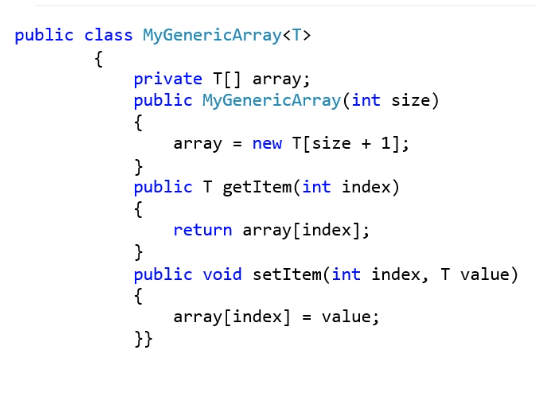 public class MyGenericArray<T>
{
private T[] array;
public MyGenericArray(int size)
{
array = new T[size + 1];
}
public T getItem(int index)
{
return array[index];
}
public void setItem(int index, T value)
{
array[index] = value;
}}